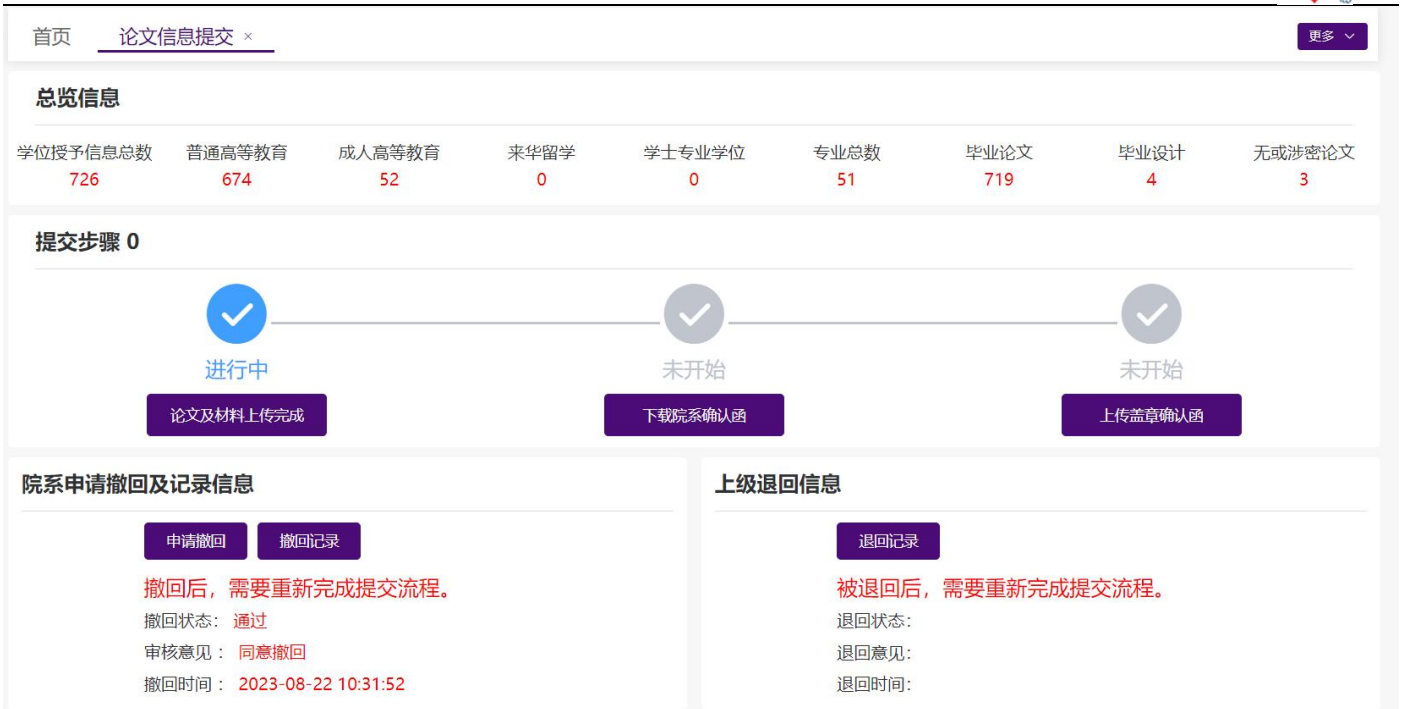 首页 论文信息提交 × 更多
总览信息
学位授予信息总数 普通高等教育 成人高等教育 来华留学 学士专业学位 专业总数 毕业论文 毕业设计 无或涉密论文
726 674 52 0 0 51 719 4 3
提交步骤 0
进行中 未开始 未开始
论文及材料上传完成 下载院系确认函 上传盖章确认函
院系申请撤回及记录信息
申请撤回 撤回记录
撤回后，需要重新完成提交流程。
撤回状态： 通过
审核意见 ： 同意撤回
撤回时间 ： 2023-08-22 10:31:52
上级退回信息
退回记录
被退回后，需要重新完成提交流程。
退回状态：
退回意见：
退回时间：